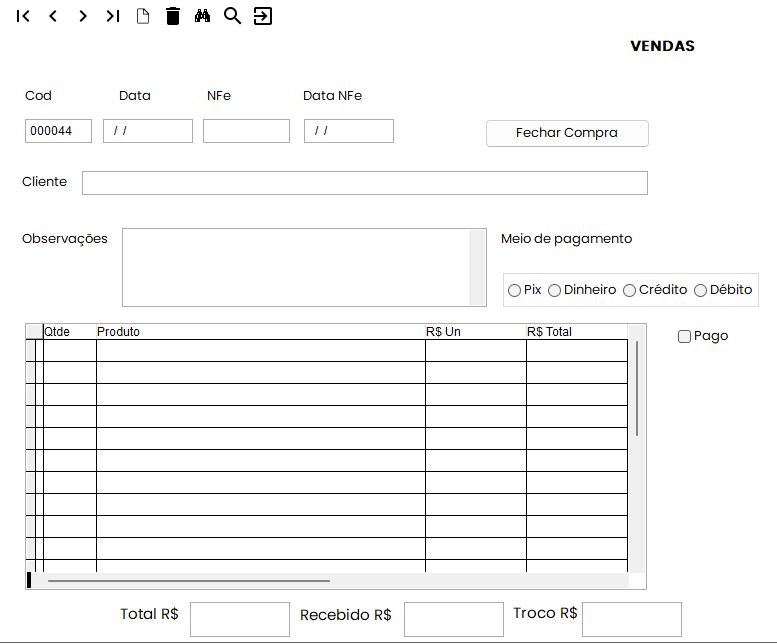 VENDAS
Cod Data NFe Data NFe
000044 / / / /
Fechar Compra
Cliente
Observações
Meio de pagamento
Pix Dinheiro Crédito Débito
Qtde Produto R$ Un R$ Total
Pago
Total R$ Recebido R$ Troco R$